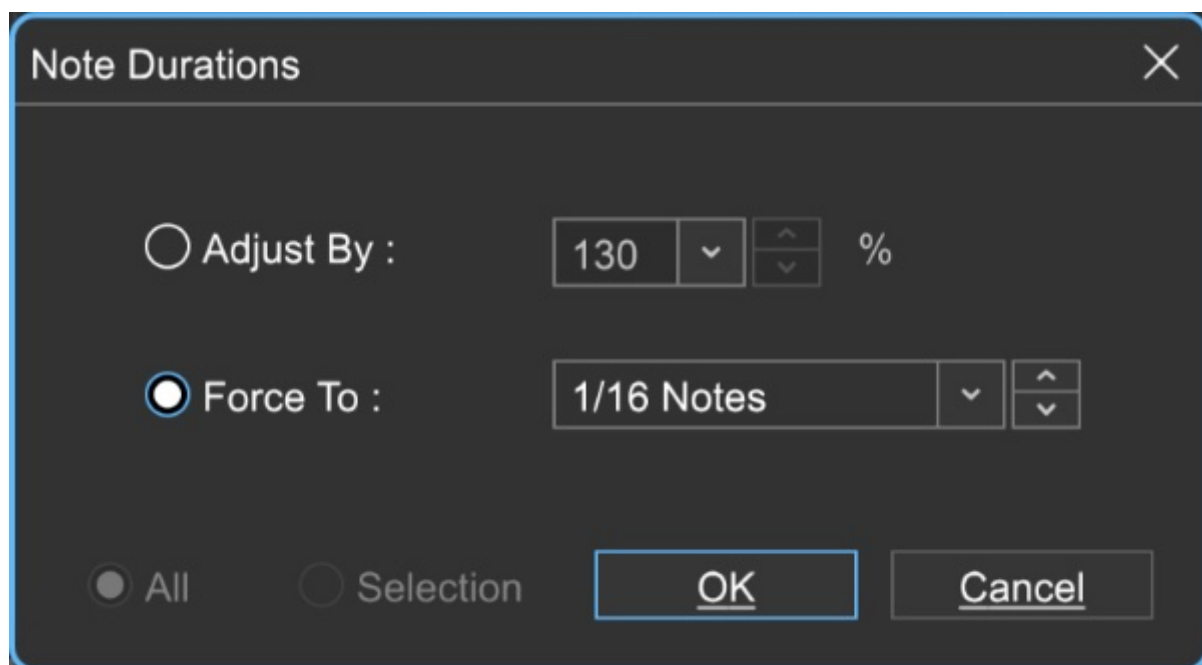 Note Durations
Adjust By : 130 %
Force To : 1/16 Notes
All Selection OK Cancel